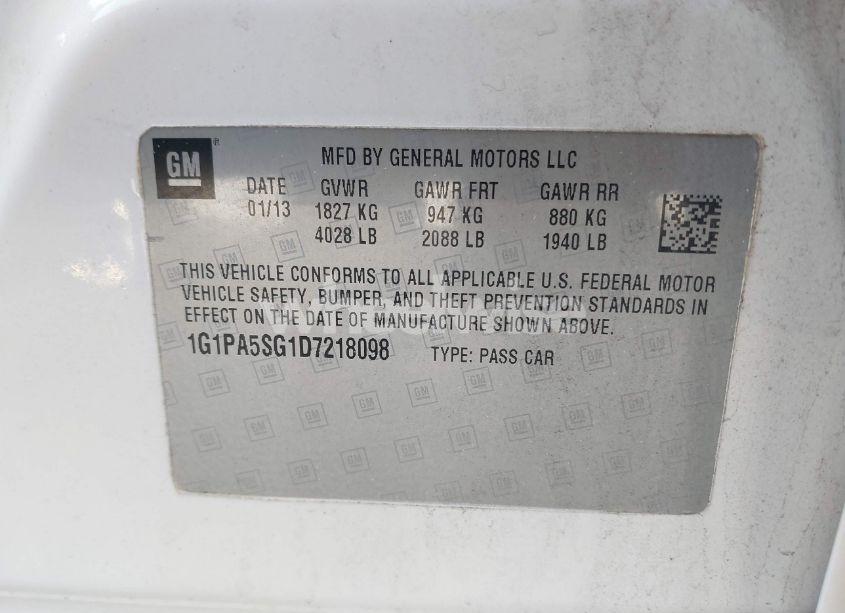 GM
MFD BY GENERAL MOTORS LLC
DATE GVWR GAWR FRT GAWR RR
01/13 1827 KG 947 KG 880 KG
4028 LB 2088 LB 1940 LB
THIS VEHICLE CONFORMS TO ALL APPLICABLE U.S. FEDERAL MOTOR
VEHICLE SAFETY, BUMPER, AND THEFT PREVENTION STANDARDS IN
EFFECT ON THE DATE OF MANUFACTURE SHOWN ABOVE.
1G1PA5SG1D7218098 TYPE: PASS CAR